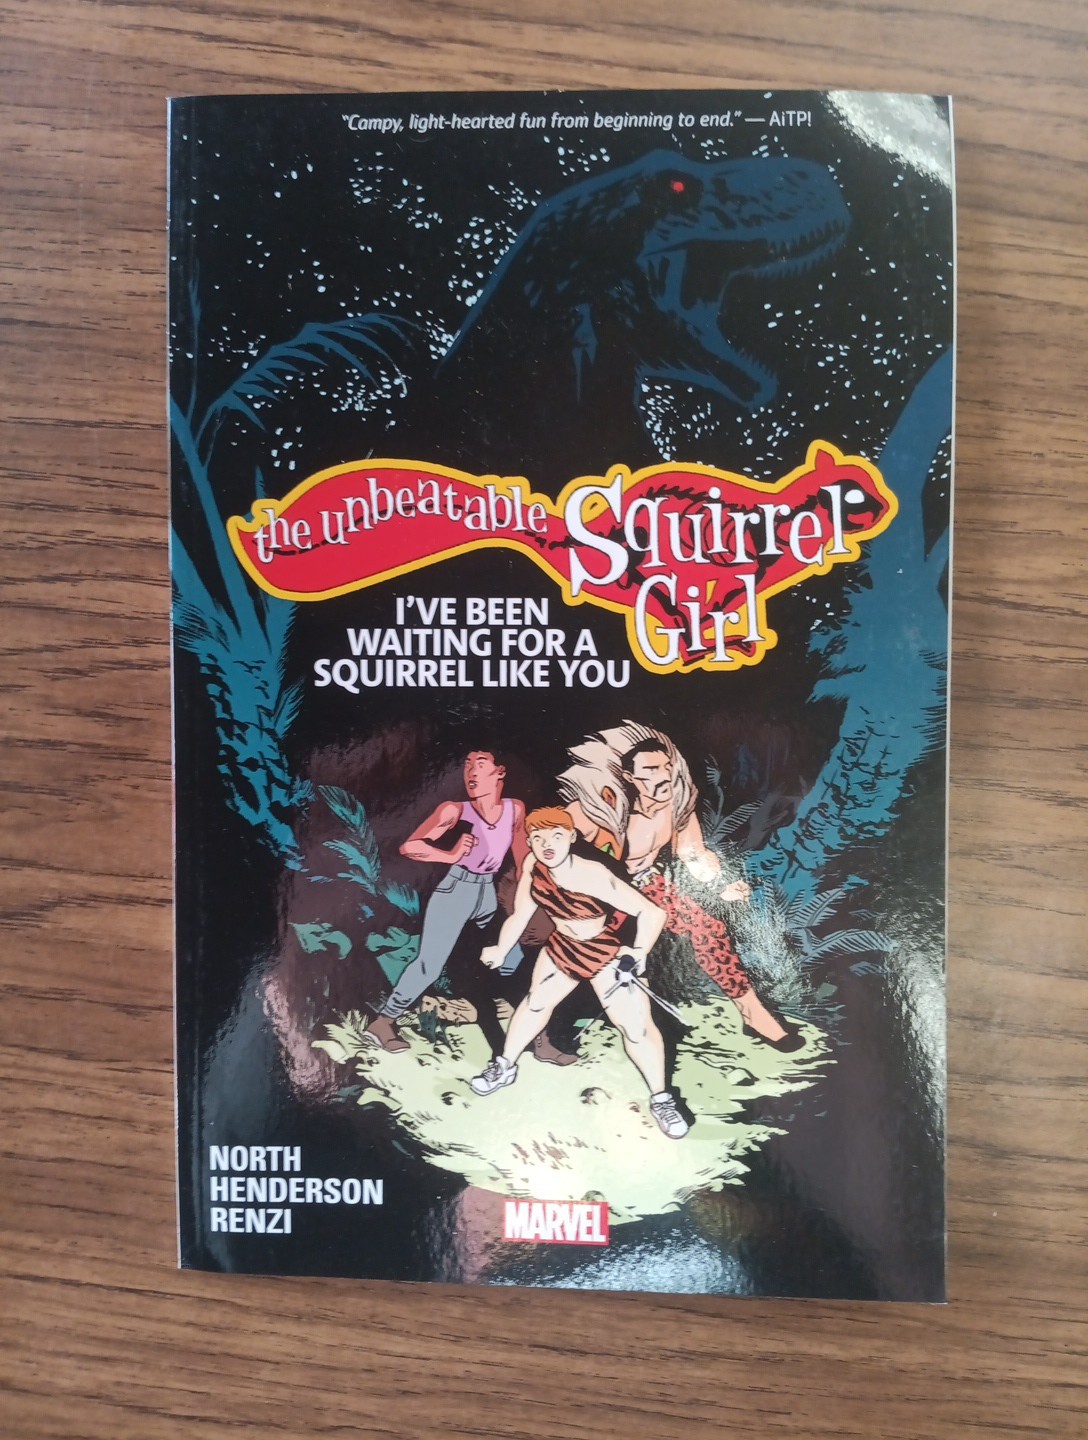 "Campy, light-hearted fun from beginning to end." — AiTP!
the unbeatable Squirrel
Girl
I'VE BEEN
WAITING FOR A
SQUIRREL LIKE YOU
NORTH
HENDERSON
RENZI
MARVEL